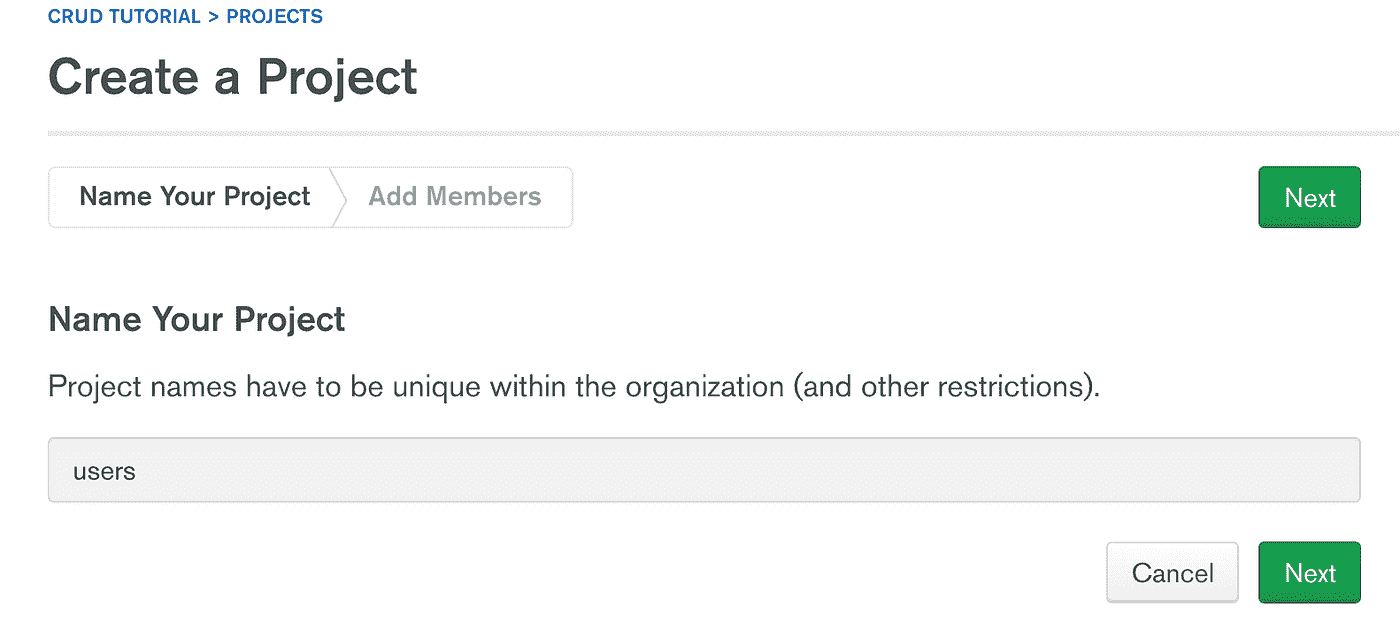 CRUD TUTORIAL > PROJECTS
Create a Project
Name Your Project
Add Members
Next
Name Your Project
Project names have to be unique within the organization (and other restrictions).
users
Cancel
Next